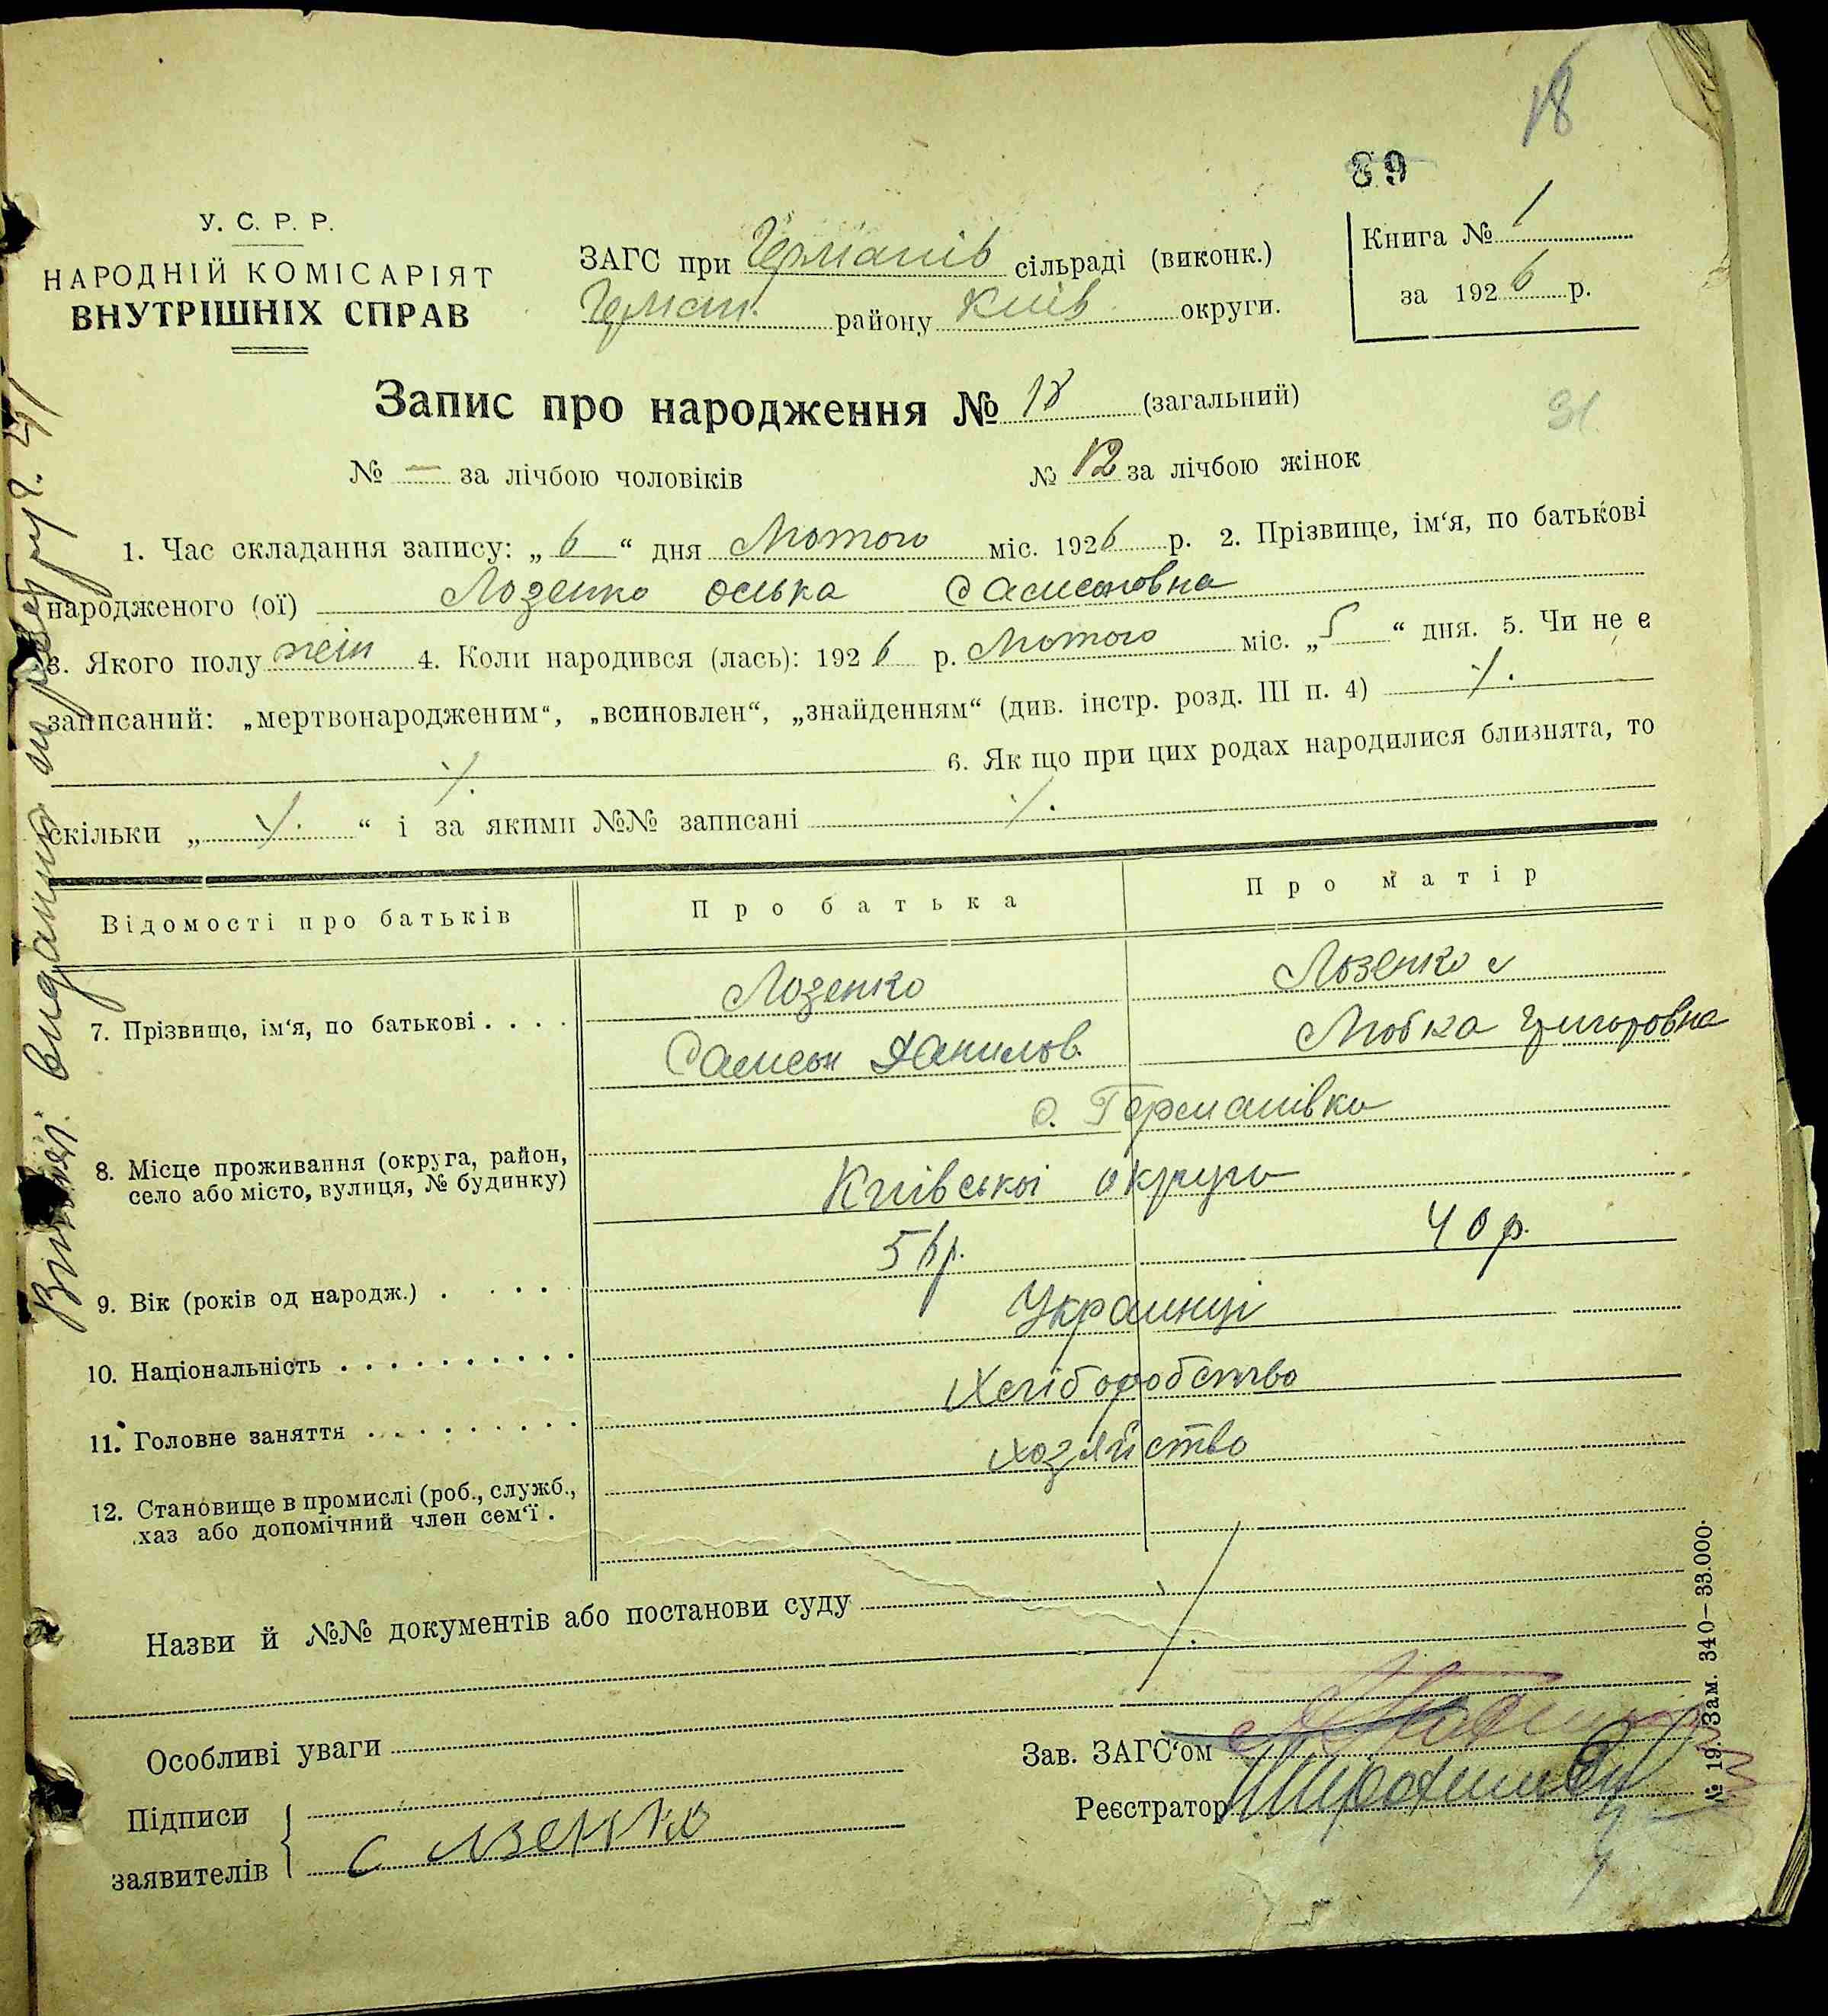 18
89
У. С. Р. Р.
НАРОДНІЙ КОМІСАРІЯТ
ВНУТРІШНІХ СПРАВ
ЗАГС при Германів сільраді (виконк.)
Герман. району Київ округи.
Книга № 1
за 1926 р.
Запис про народження № 18 (загальний)
31.
№ — за лічбою чоловіків № 12 за лічбою жінок
1. Час складання запису: „ 6 “ дня Лютого міс. 1926 р. 2. Прізвище, ім‘я, по батькові
народженого (ої) Лозенко Самсоновна
3. Якого полу жін 4. Коли народився (лась): 1926 р. Лютого міс. „ 5 “ дня. 5. Чи не є
записаний: „мертвонародженим“, „всиновлен“, „знайденням“ (див. інстр. розд. III п. 4)
6. Як що при цих родах народилися близнята, то
скільки „ “ і за якими №№ записані
Відомості про батьків Про батька Про матір
7. Прізвище, ім‘я, по батькові . . . . Лозенко Лозенко
Самсон Данилов. Любка Григоровна
с. Германівка
8. Місце проживання (округа, район,
село або місто, вулиця, № будинку)
Київської округи
9. Вік (років од народж.) . . . . 56р. 40 р.
10. Національність . . . . . . . . . . Украинці
11. Головне заняття . . . . . . . . . Хліборобство
12. Становище в промислі (роб., служб.,
хаз або допомічний член сем‘ї .
хозяйство
Назви й №№ документів або постанови суду
Особливі уваги
Зав. ЗАГС‘ом
Підписи
заявителів
Реєстратор
№ 19. Зам. 340—33.000.